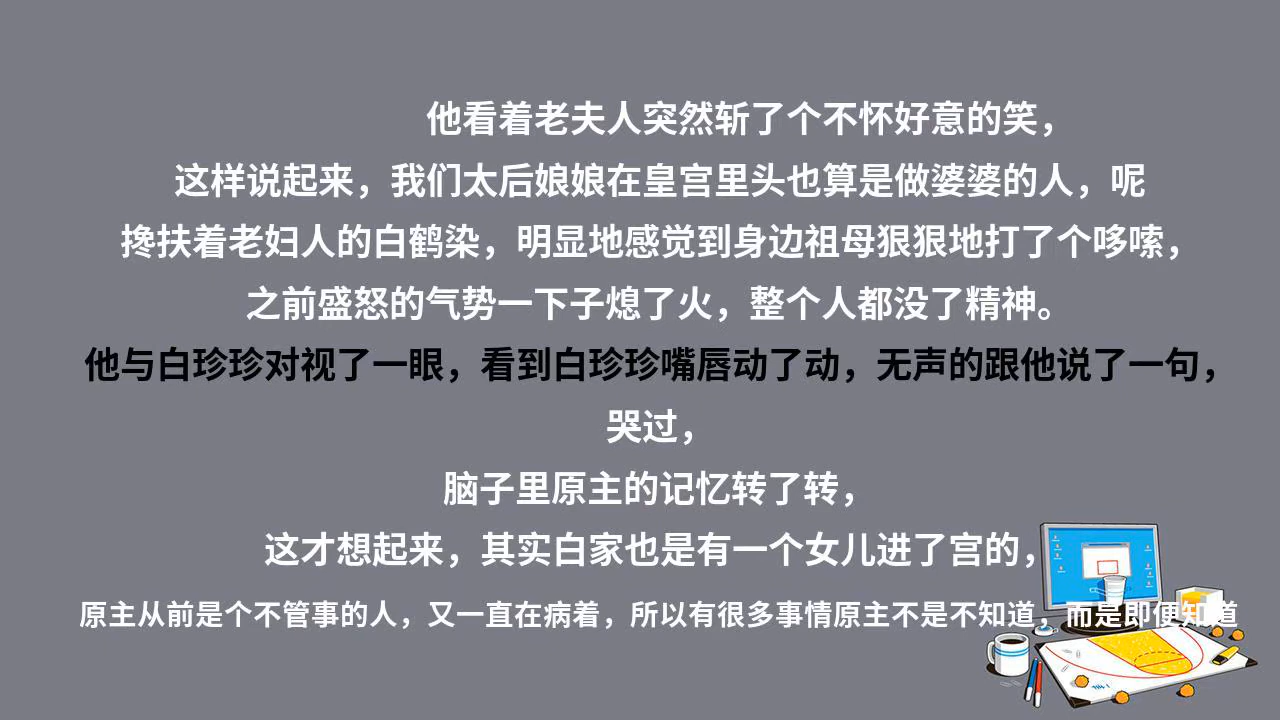 他看着老夫人突然斩了个不怀好意的笑，
这样说起来，我们太后娘娘在皇宫里头也算是做婆婆的人，呢
搀扶着老妇人的白鹤染，明显地感觉到身边祖母狠狠地打了个哆嗦，
之前盛怒的气势一下子熄了火，整个人都没了精神。
他与白珍珍对视了一眼，看到白珍珍嘴唇动了动，无声的跟他说了一句，
哭过，
脑子里原主的记忆转了转，
这才想起来，其实白家也是有一个女儿进了宫的，
原主从前是个不管事的人，又一直在病着，所以有很多事情原主不是不知道，而是即便知道